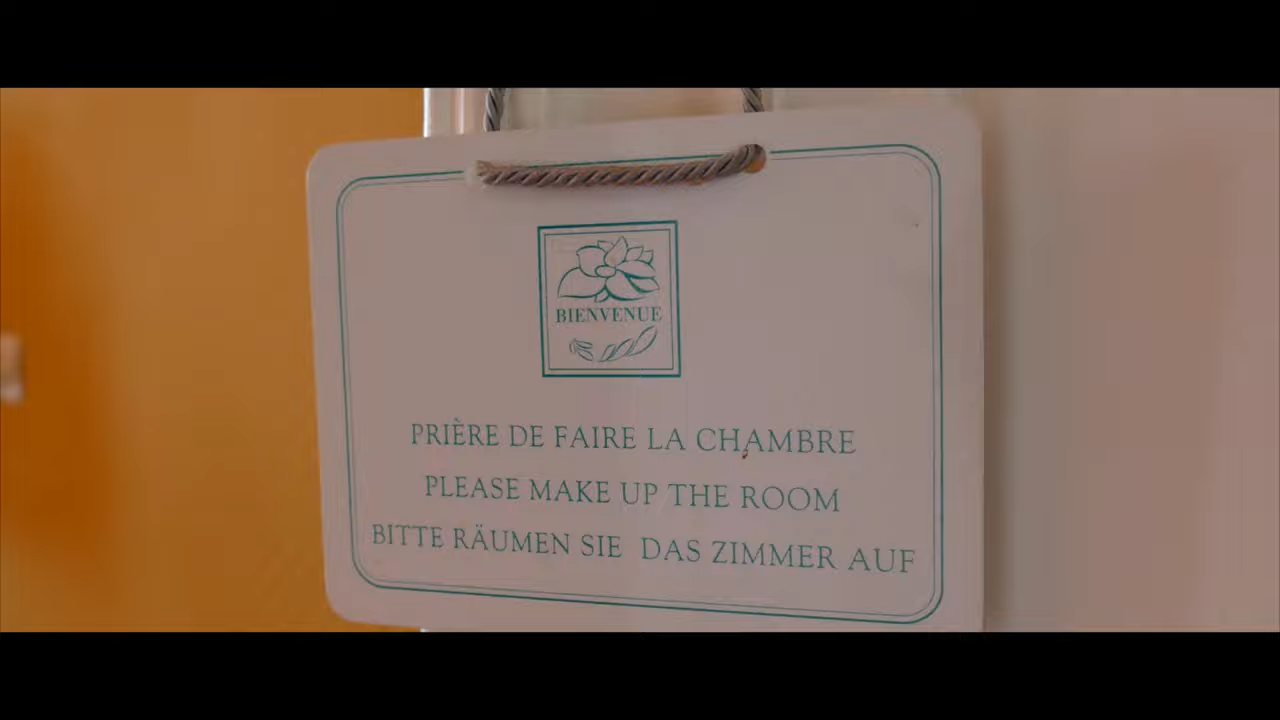 BIENVENUE
PRIÈRE DE FAIRE LA CHAMBRE
PLEASE MAKE UP THE ROOM
BITTE RÄUMEN SIE DAS ZIMMER AUF